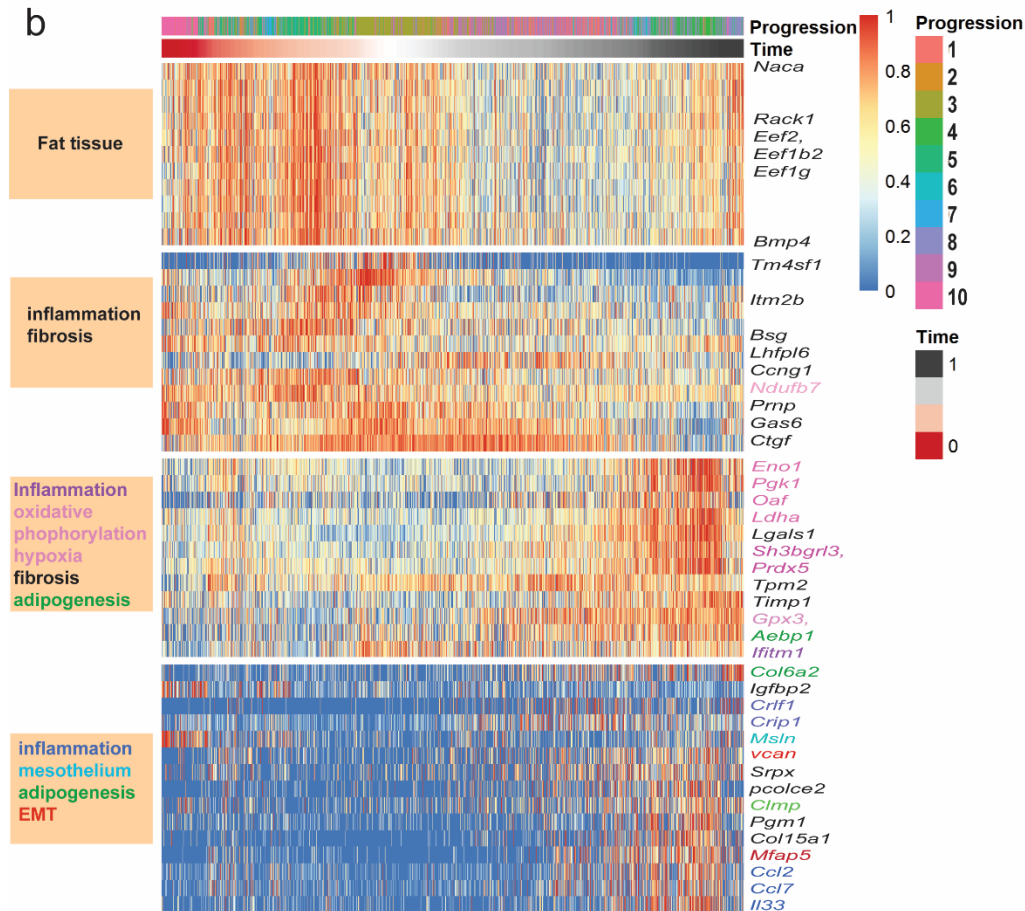 b
Progression
Time
Fat tissue
inflammation
fibrosis
Inflammation
oxidative
phophorylation
hypoxia
fibrosis
adipogenesis
inflammation
mesothelium
adipogenesis
EMT
Naca
Rack1
Eef2,
Eef1b2
Eef1g
Bmp4
Tm4sf1
Itm2b
Bsg
Lhfpl6
Ccng1
Ndufb7
Prnp
Gas6
Ctgf
Eno1
Pgk1
Oaf
Ldha
Lgals1
Sh3bgrl3,
Prdx5
Tpm2
Timp1
Gpx3,
Aebp1
Ifitm1
Col6a2
Igfbp2
Crlf1
Crip1
Msln
vcan
Srpx
pcolce2
Clmp
Pgm1
Col15a1
Mfap5
Ccl2
Ccl7
Il33
1
0.8
0.6
0.4
0.2
0
Progression
1
2
3
4
5
6
7
8
9
10
Time
1
0